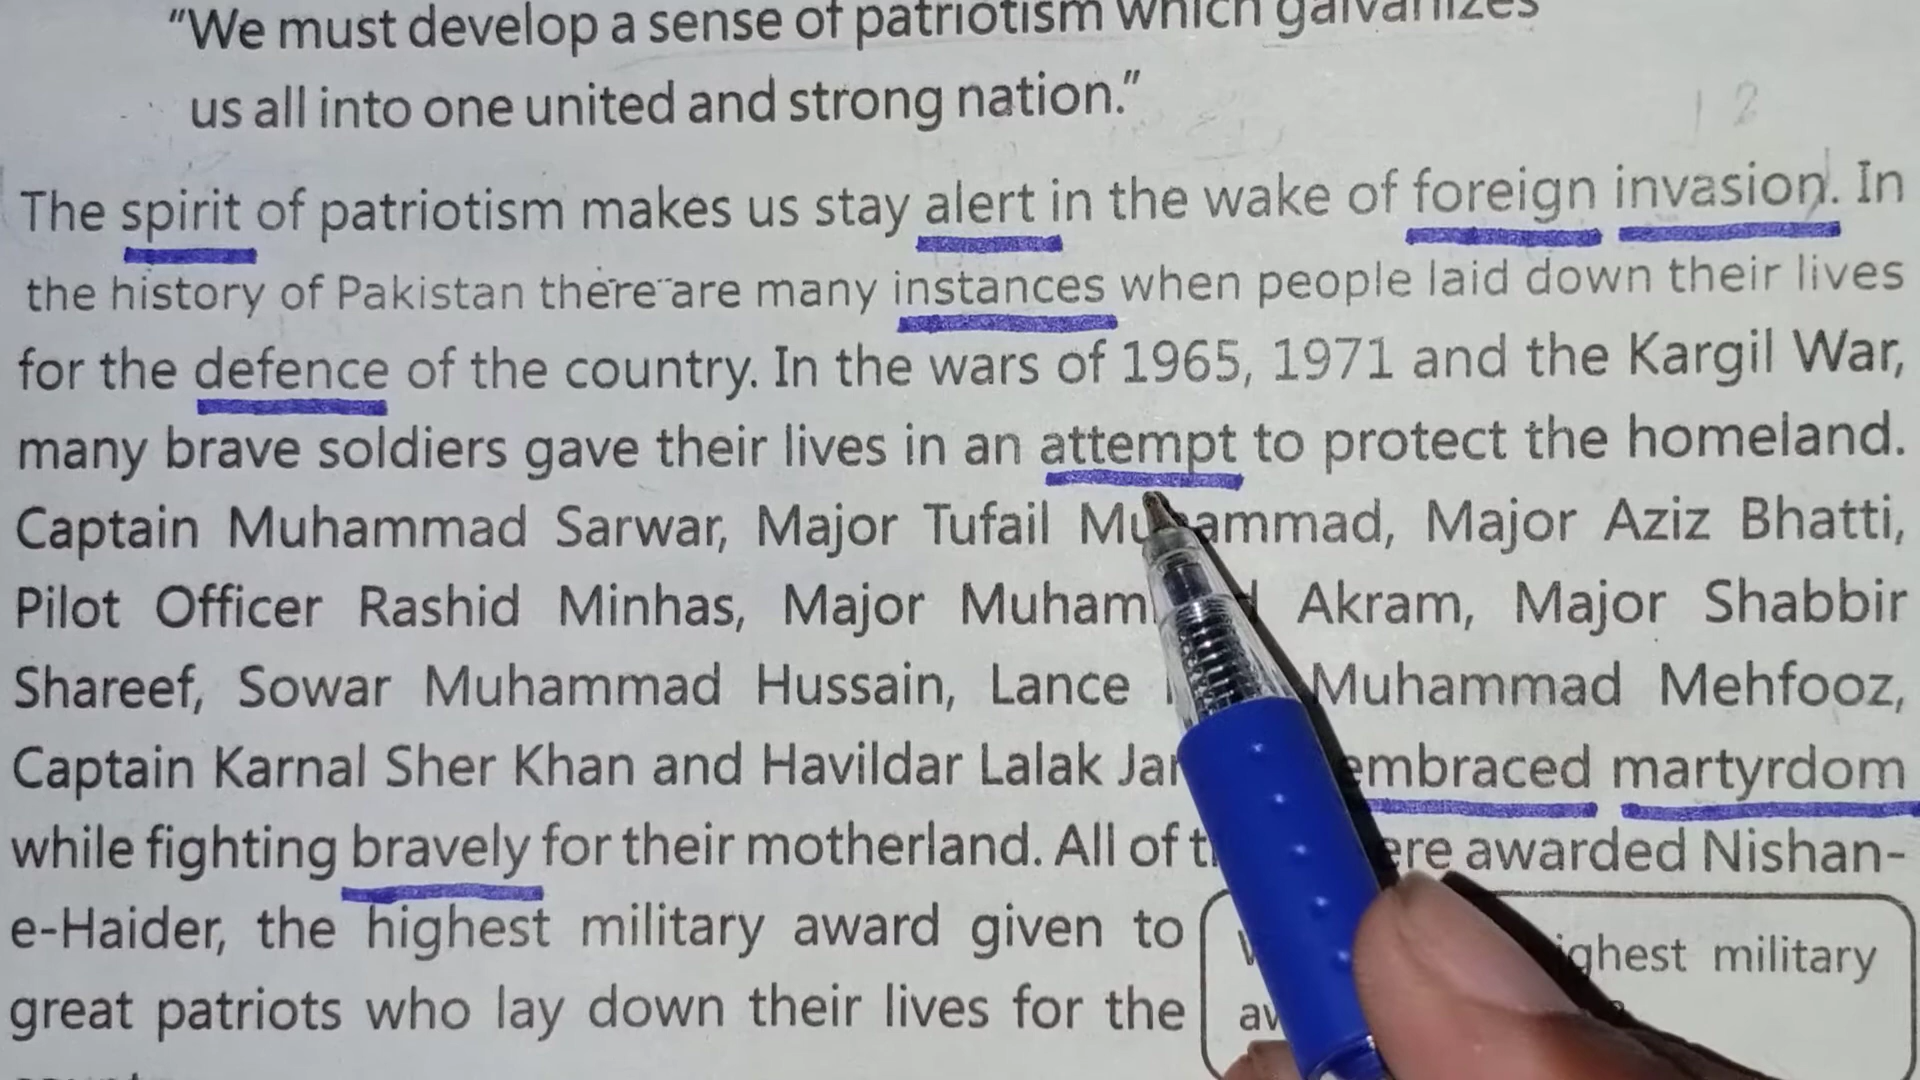 "We must develop a sense of patriotism which galvanizes
us all into one united and strong nation."
12
The spirit of patriotism makes us stay alert in the wake of foreign invasion. In
the history of Pakistan there are many instances when people laid down their lives
for the defence of the country. In the wars of 1965, 1971 and the Kargil War,
many brave soldiers gave their lives in an attempt to protect the homeland.
Captain Muhammad Sarwar, Major Tufail Muhammad, Major Aziz Bhatti,
Pilot Officer Rashid Minhas, Major Muhammad Akram, Major Shabbir
Shareef, Sowar Muhammad Hussain, Lance Muhammad Mehfooz,
Captain Karnal Sher Khan and Havildar Lalak Jan embraced martyrdom
while fighting bravely for their motherland. All of were awarded Nishan-
e-Haider, the highest military award given to
great patriots who lay down their lives for the
highest military